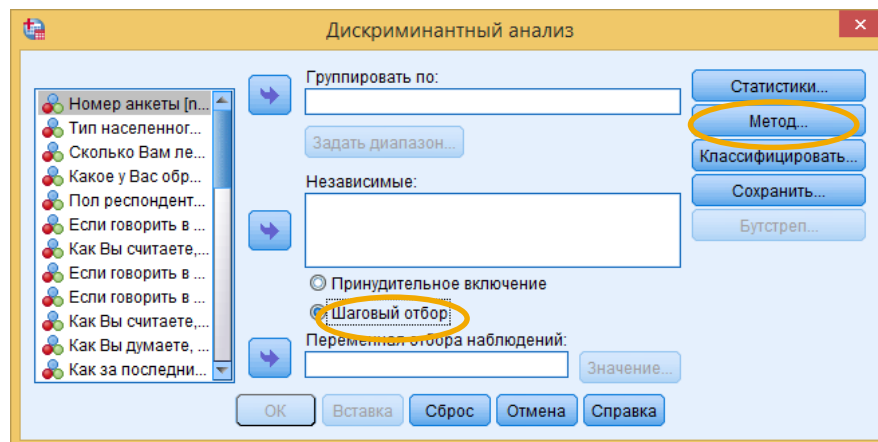 Дискриминантный анализ
Номер анкеты [n...
Тип населенног...
Сколько Вам ле...
Какое у Вас обр...
Пол респондент...
Если говорить в ...
Как Вы считаете,...
Если говорить в ...
Если говорить в ...
Как Вы считаете,...
Как Вы думаете, ...
Как за последни...
Группировать по:
Задать диапазон...
Независимые:
Принудительное включение
Шаговый отбор
Переменная отбора наблюдений:
Значение...
Статистики...
Метод...
Классифицировать...
Сохранить...
Бутстреп...
ОК Вставка Сброс Отмена Справка